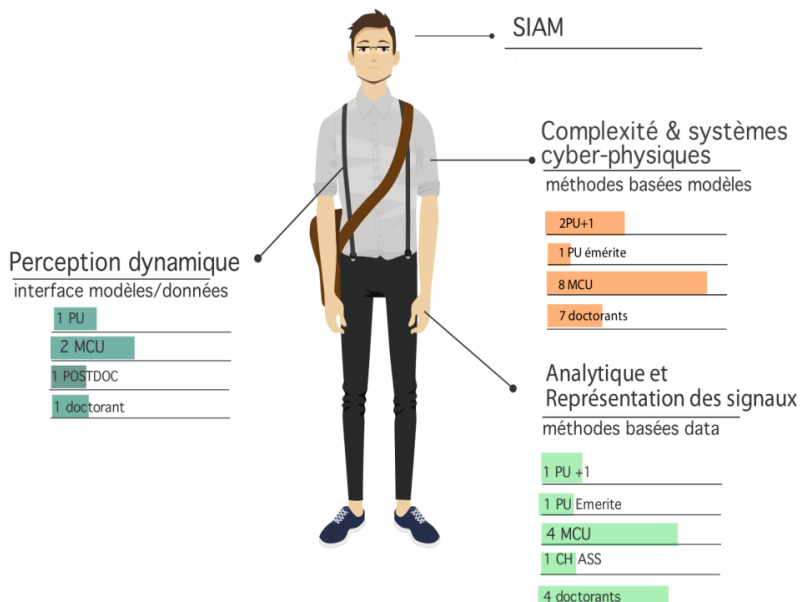 SIAM
Complexité & systèmes
cyber-physiques
méthodes basées modèles
2PU+1
1 PU émérite
8 MCU
7 doctorants
Perception dynamique
interface modèles/données
1 PU
2 MCU
1 POSTDOC
1 doctorant
Analytique et
Représentation des signaux
méthodes basées data
1 PU +1
1 PU Emerite
4 MCU
1 CH ASS
4 doctorants